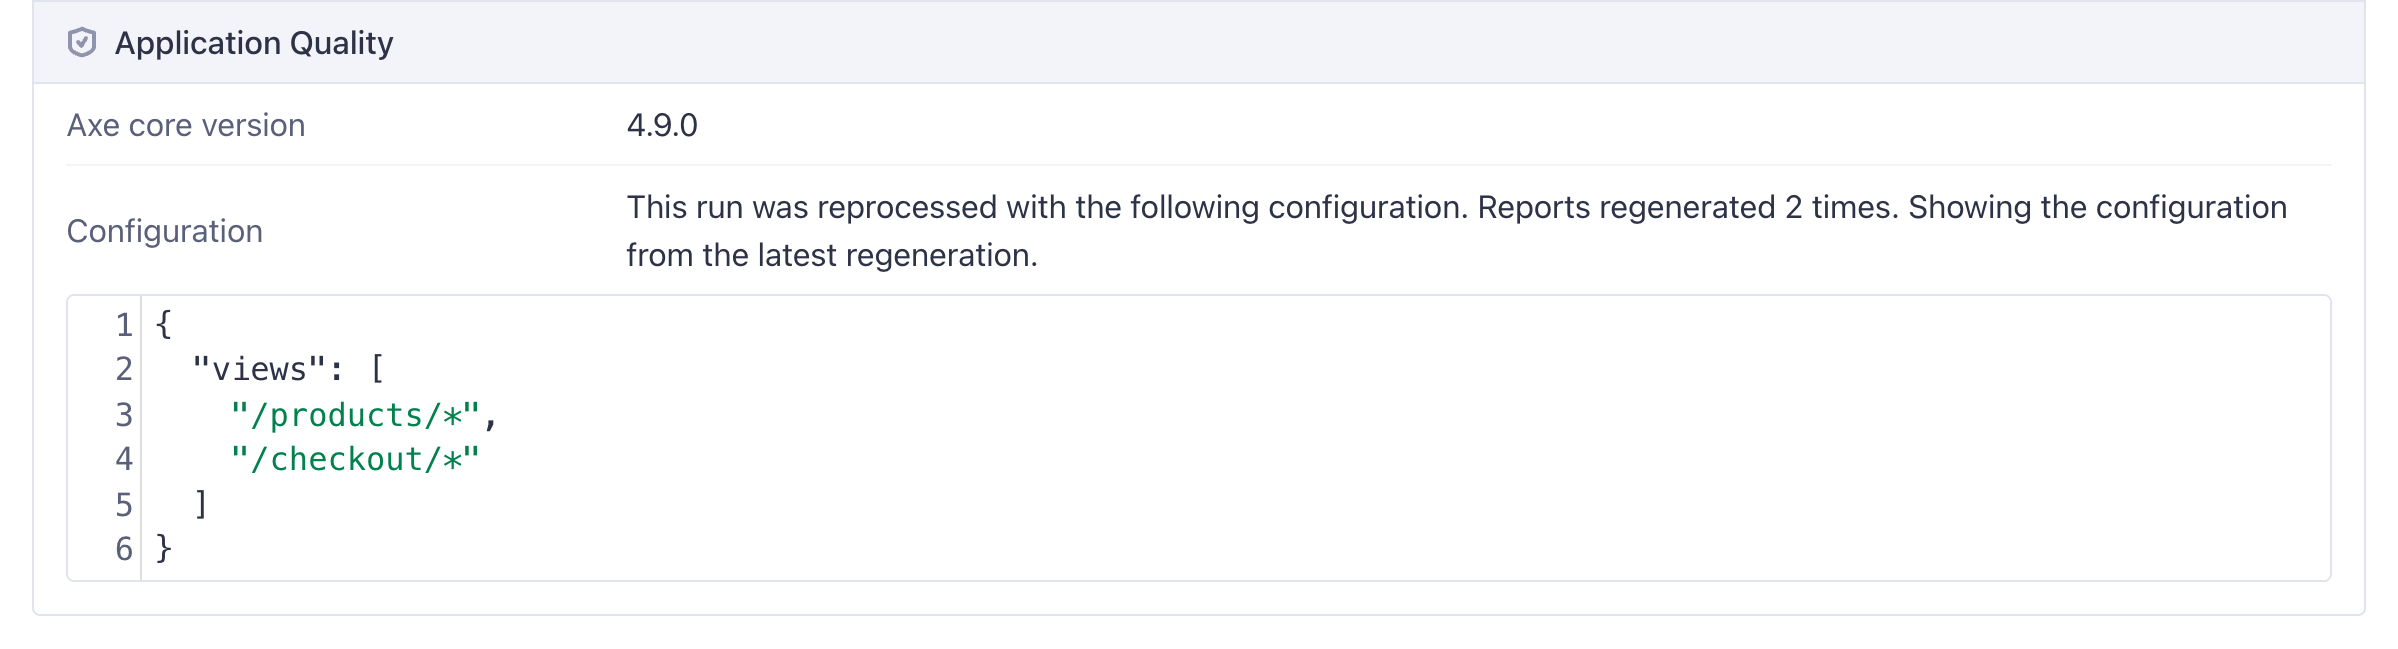 Application Quality
Axe core version 4.9.0
Configuration This run was reprocessed with the following configuration. Reports regenerated 2 times. Showing the configuration
from the latest regeneration.
1 {
2   "views": [
3     "/products/*",
4     "/checkout/*"
5   ]
6 }